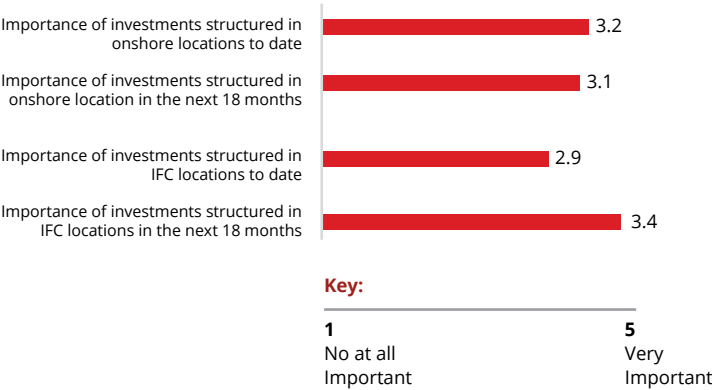 Importance of investments structured in
onshore locations to date
3.2
Importance of investments structured in
onshore location in the next 18 months
3.1
Importance of investments structured in
IFC locations to date
2.9
Importance of investments structured in
IFC locations in the next 18 months
3.4
Key:
1
No at all
Important
5
Very
Important